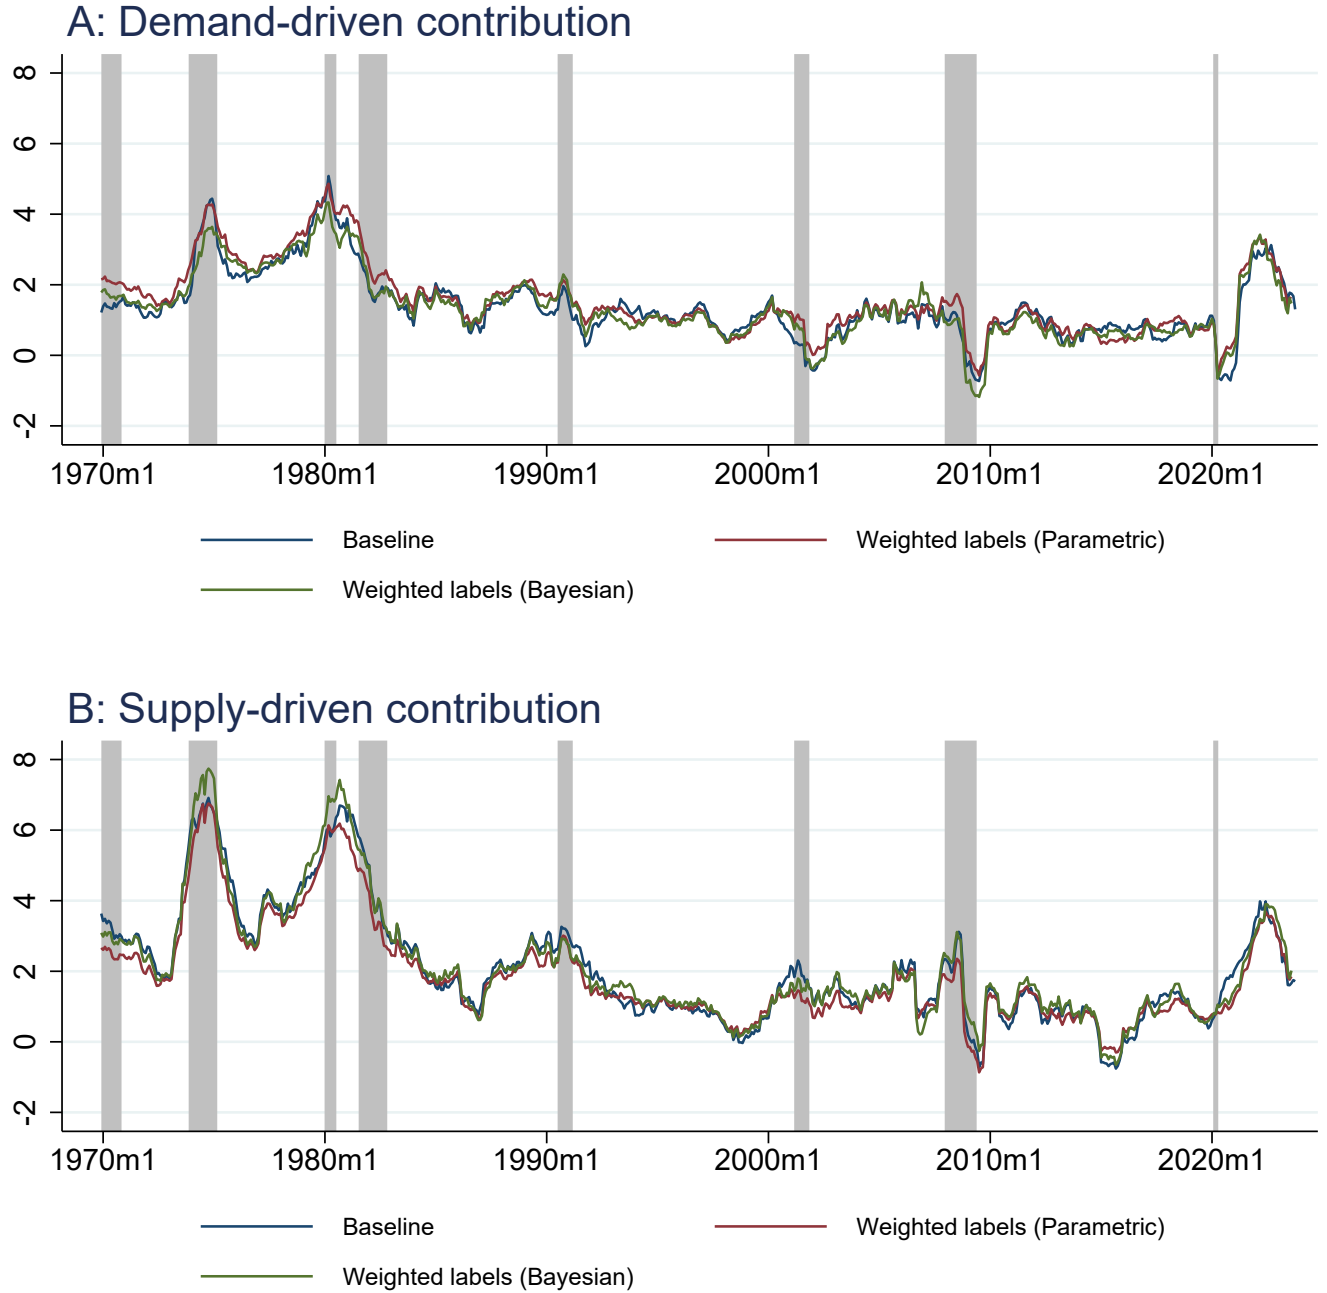 A: Demand-driven contribution
8
6
4
2
0
-2
1970m1 1980m1 1990m1 2000m1 2010m1 2020m1
Baseline Weighted labels (Parametric)
Weighted labels (Bayesian)
B: Supply-driven contribution
8
6
4
2
0
-2
1970m1 1980m1 1990m1 2000m1 2010m1 2020m1
Baseline Weighted labels (Parametric)
Weighted labels (Bayesian)